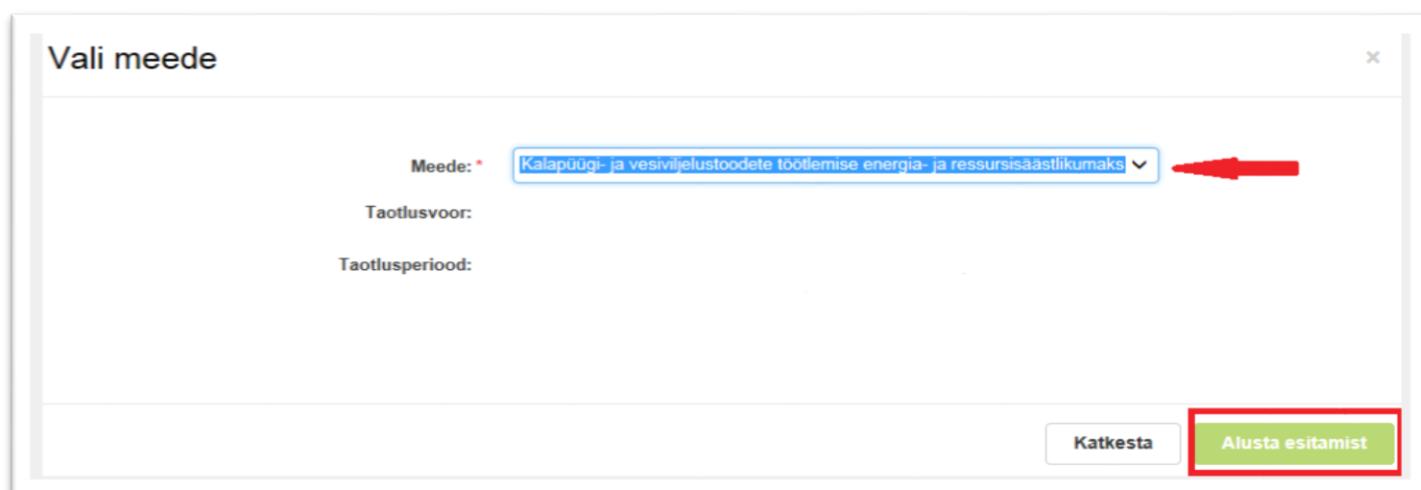 Vali meede
×
Meede: * Kalapüügi- ja vesiviljelustoodete töötlemise energia- ja ressursisäästlikumaks
Taotlusvoor:
Taotlusperiood:
Katkesta Alusta esitamist